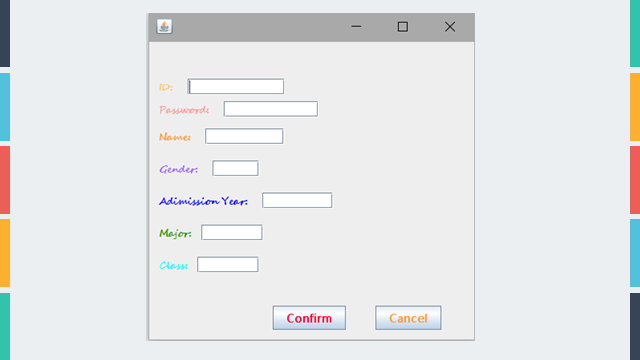 ID:
Password:
Name:
Gender:
Adimission Year:
Major:
Class:
Confirm Cancel